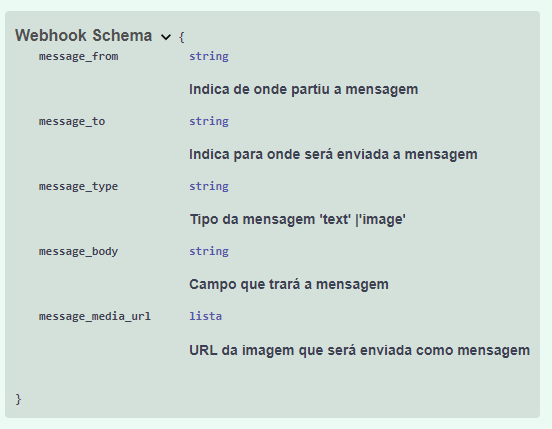 Webhook Schema {
message_from string
Indica de onde partiu a mensagem
message_to string
Indica para onde será enviada a mensagem
message_type string
Tipo da mensagem 'text' |'image'
message_body string
Campo que trará a mensagem
message_media_url lista
URL da imagem que será enviada como mensagem
}